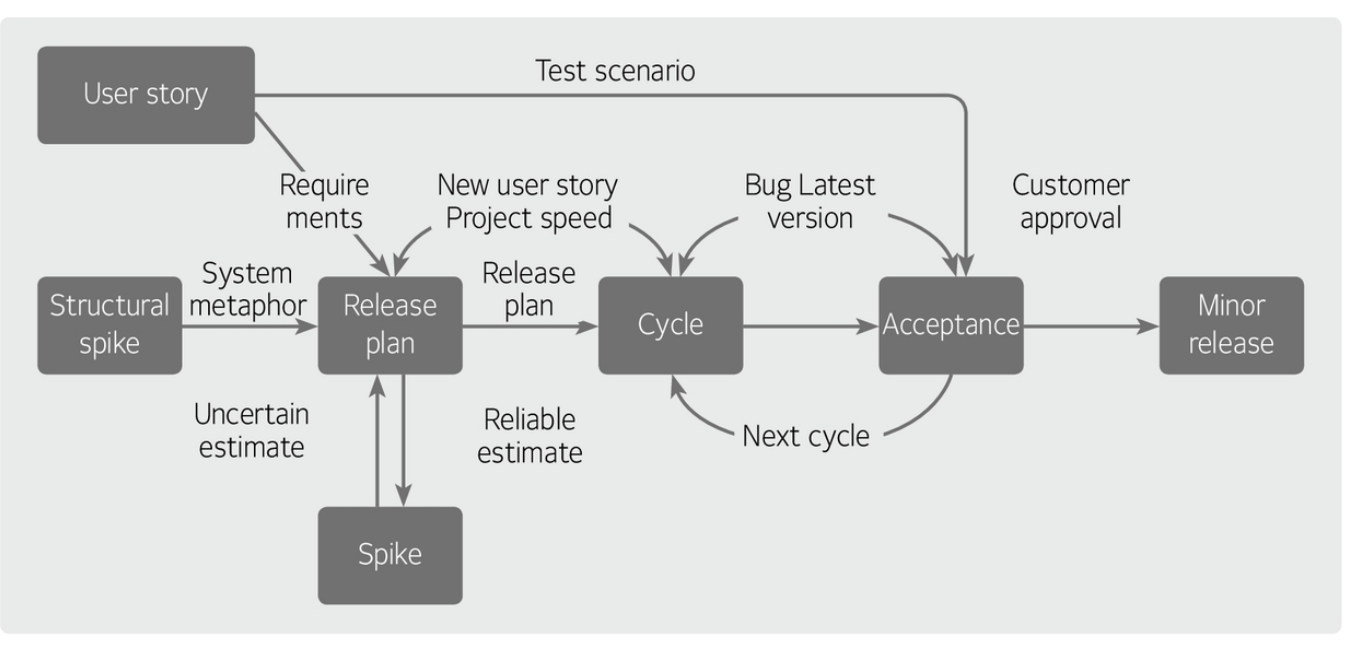 User story
Test scenario
Require
ments
New user story
Project speed
Bug Latest
version
Customer
approval
Structural
spike
System
metaphor
Release
plan
Release
plan
Cycle
Acceptance
Minor
release
Uncertain
estimate
Reliable
estimate
Next cycle
Spike